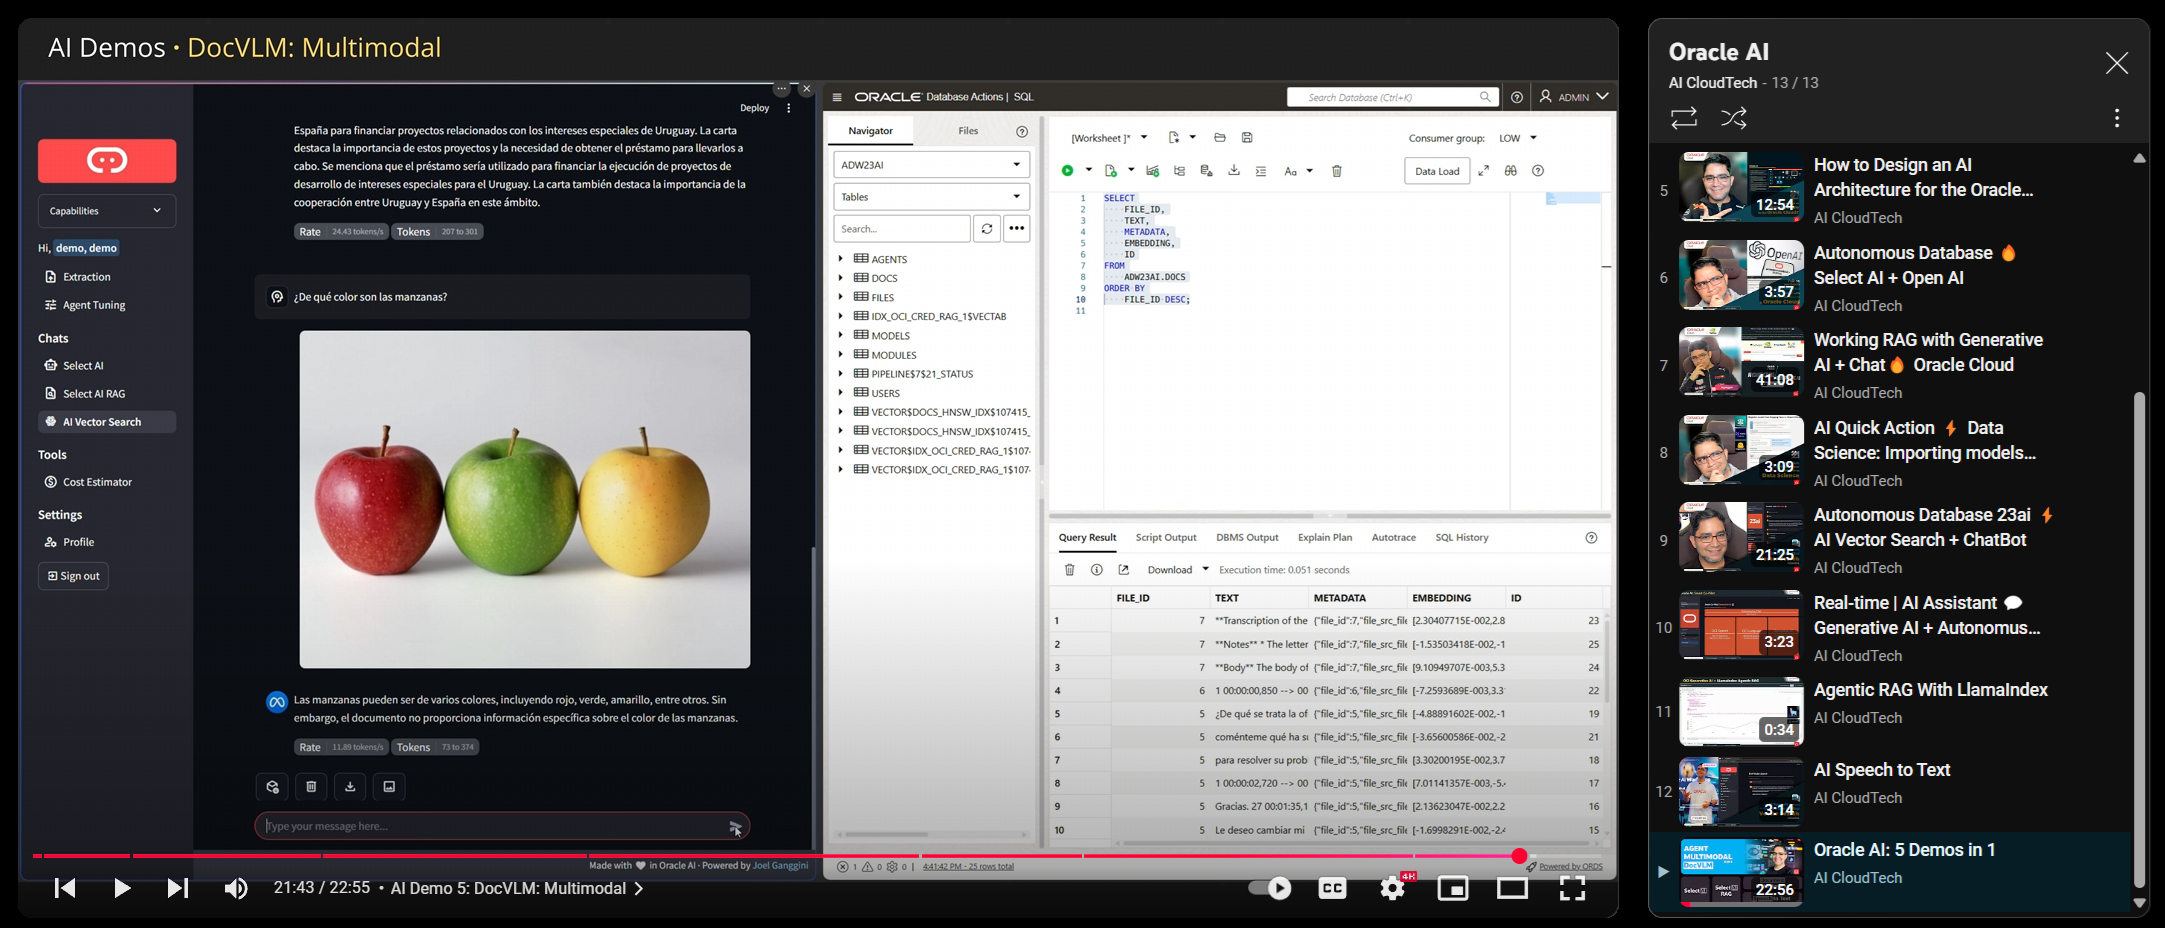 AI Demos • DocVLM: Multimodal
Deploy
Capabilities
Hi, demo, demo
Extraction
Agent Tuning
Chats
Select AI
Select AI RAG
AI Vector Search
Tools
Cost Estimator
Settings
Profile
Sign out
España para financiar proyectos relacionados con los intereses especiales de Uruguay. La carta
destaca la importancia de estos proyectos y la necesidad de obtener el préstamo para llevarlos a
cabo. Se menciona que el préstamo sería utilizado para financiar la ejecución de proyectos de
desarrollo de intereses especiales para el Uruguay. La carta también destaca la importancia de la
cooperación entre Uruguay y España en este ámbito.
Rate 24.43 tokens/s Tokens 207 to 301
¿De qué color son las manzanas?
Las manzanas pueden ser de varios colores, incluyendo rojo, verde, amarillo, entre otros. Sin
embargo, el documento no proporciona información específica sobre el color de las manzanas.
Rate 11.89 tokens/s Tokens 73 to 374
Type your message here...
Made with in Oracle AI - Powered by Joel Ganggini
ORACLE Database Actions | SQL
Search Database (Ctrl+K)
ADMIN
Navigator
Files
ADW23AI
Tables
Search...
AGENTS
DOCS
FILES
IDX_OCI_CRED_RAG_1$VECTAB
MODELS
MODULES
PIPELINE$7$21_STATUS
USERS
VECTOR$DOCS_HNSW_IDX$107415_
VECTOR$DOCS_HNSW_IDX$107415_
VECTOR$IDX_OCI_CRED_RAG_1$107-
VECTOR$IDX_OCI_CRED_RAG_1$107-
[Worksheet ]*
Consumer group: LOW
Aa
Data Load
1 SELECT
2 FILE_ID,
3 TEXT,
4 METADATA,
5 EMBEDDING,
6 ID
7 FROM
8 ADW23AI.DOCS
9 ORDER BY
10 FILE_ID DESC;
11
Query Result Script Output DBMS Output Explain Plan Autotrace SQL History
Download Execution time: 0.051 seconds
FILE_ID TEXT METADATA EMBEDDING ID
1 7 **Transcription of the {"file_id":7,"file_src_file [2.30407715E-002,2.8 23
2 7 **Notes** * The letter {"file_id":7,"file_src_file [-1.53503418E-002,-1 25
3 7 **Body** The body of {"file_id":7,"file_src_file [9.10949707E-003,5.3 24
4 6 1 00:00:00,850 --> 00 {"file_id":6,"file_src_file [-7.2593689E-003,3.3 22
5 5 ¿De qué se trata la of {"file_id":5,"file_src_file [-4.88891602E-002,-1 19
6 5 coménteme qué ha su {"file_id":5,"file_src_file [-3.65600586E-002,-2 21
7 5 para resolver su prob {"file_id":5,"file_src_file [3.30200195E-002,3.7 18
8 5 1 00:00:02,720 --> 00 {"file_id":5,"file_src_file [7.01141357E-003,-5. 17
9 5 Gracias. 27 00:01:35,1 {"file_id":5,"file_src_file [2.13623047E-002,2.2 16
10 5 Le deseo cambiar mi {"file_id":5,"file_src_file [-1.6998291E-002,-2.4 15
1 0 0 | 4:41:42 PM - 25 rows total
Powered by ORDS
21:43 / 22:55 • AI Demo 5: DocVLM: Multimodal
CC
4K
Oracle AI
AI CloudTech - 13 / 13
5
12:54
How to Design an AI
Architecture for the Oracle...
AI CloudTech
6
OpenAI
3:57
Autonomous Database
Select AI + Open AI
AI CloudTech
7
41:08
Working RAG with Generative
AI + Chat Oracle Cloud
AI CloudTech
8
3:09
AI Quick Action Data
Science: Importing models...
AI CloudTech
9
21:25
Autonomous Database 23ai
AI Vector Search + ChatBot
AI CloudTech
10
3:23
Real-time | AI Assistant
Generative AI + Autonomus...
AI CloudTech
11
0:34
Agentic RAG With LlamaIndex
AI CloudTech
12
3:14
AI Speech to Text
AI CloudTech
AGENT
MULTIMODAL
DocVLM
22:56
Oracle AI: 5 Demos in 1
AI CloudTech